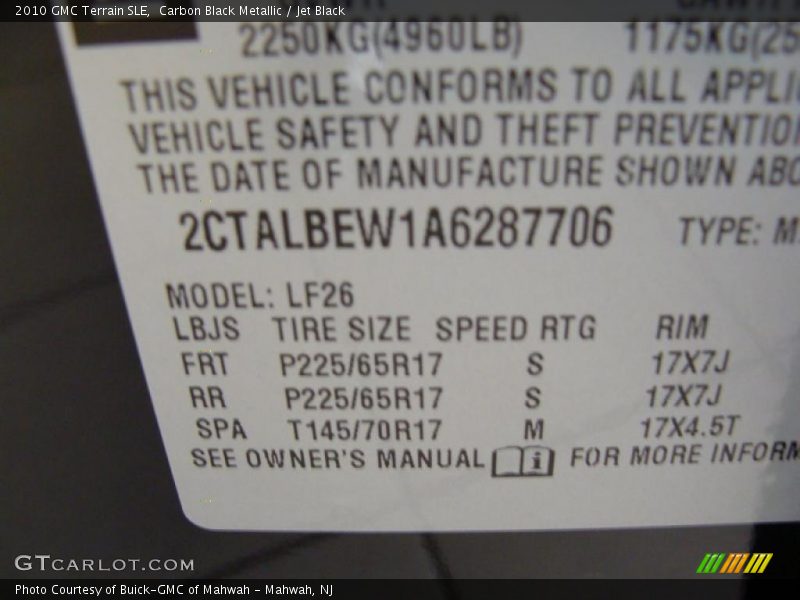 2010 GMC Terrain SLE, Carbon Black Metallic / Jet Black
2250KG(4960LB) 1175KG(25
THIS VEHICLE CONFORMS TO ALL APPLI
VEHICLE SAFETY AND THEFT PREVENTION
THE DATE OF MANUFACTURE SHOWN ABO
2CTALBEW1A6287706 TYPE: M
MODEL: LF26
LBJS TIRE SIZE SPEED RTG RIM
FRT P225/65R17 S 17X7J
RR P225/65R17 S 17X7J
SPA T145/70R17 M 17X4.5T
SEE OWNER'S MANUAL i FOR MORE INFORM
GTCARLOT.COM
Photo Courtesy of Buick-GMC of Mahwah - Mahwah, NJ